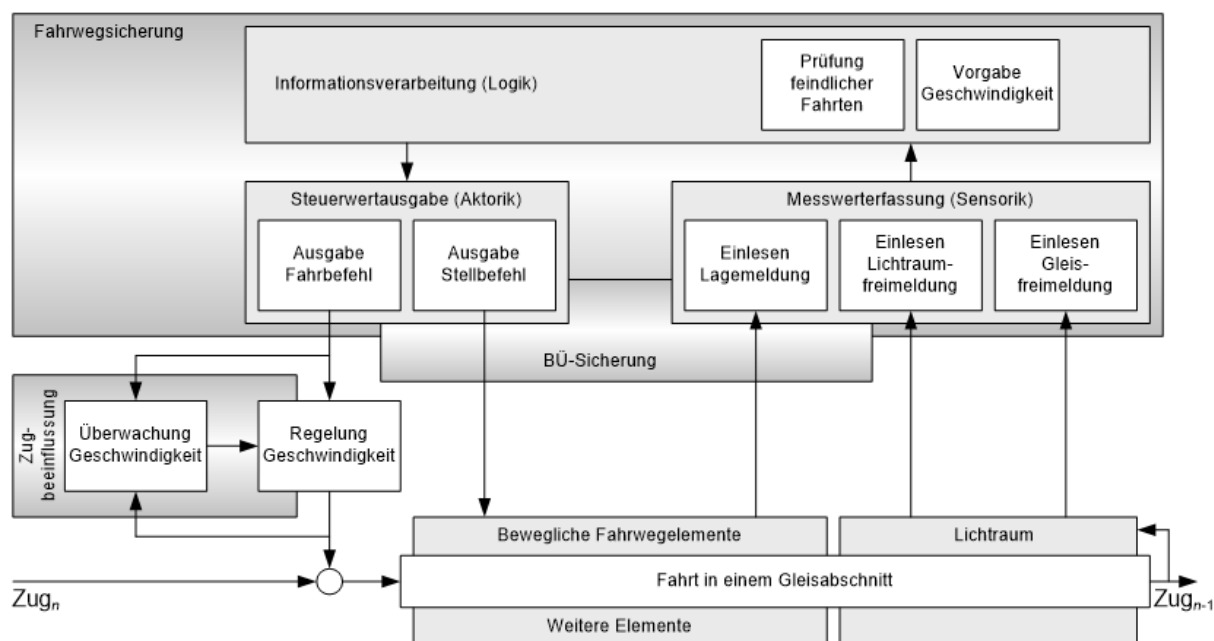 Fahrwegsicherung
Informationsverarbeitung (Logik)
Prüfung
feindlicher
Fahrten
Vorgabe
Geschwindigkeit
Steuerwertausgabe (Aktorik)
Ausgabe
Fahrbefehl
Ausgabe
Stellbefehl
Messwerterfassung (Sensorik)
Einlesen
Lagemeldung
Einlesen
Lichtraum-
freimeldung
Einlesen
Gleis-
freimeldung
BÜ-Sicherung
Zug-
beeinflussung
Überwachung
Geschwindigkeit
Regelung
Geschwindigkeit
Bewegliche Fahrwegelemente
Lichtraum
Fahrt in einem Gleisabschnitt
Zugn
Zugn-1
Weitere Elemente